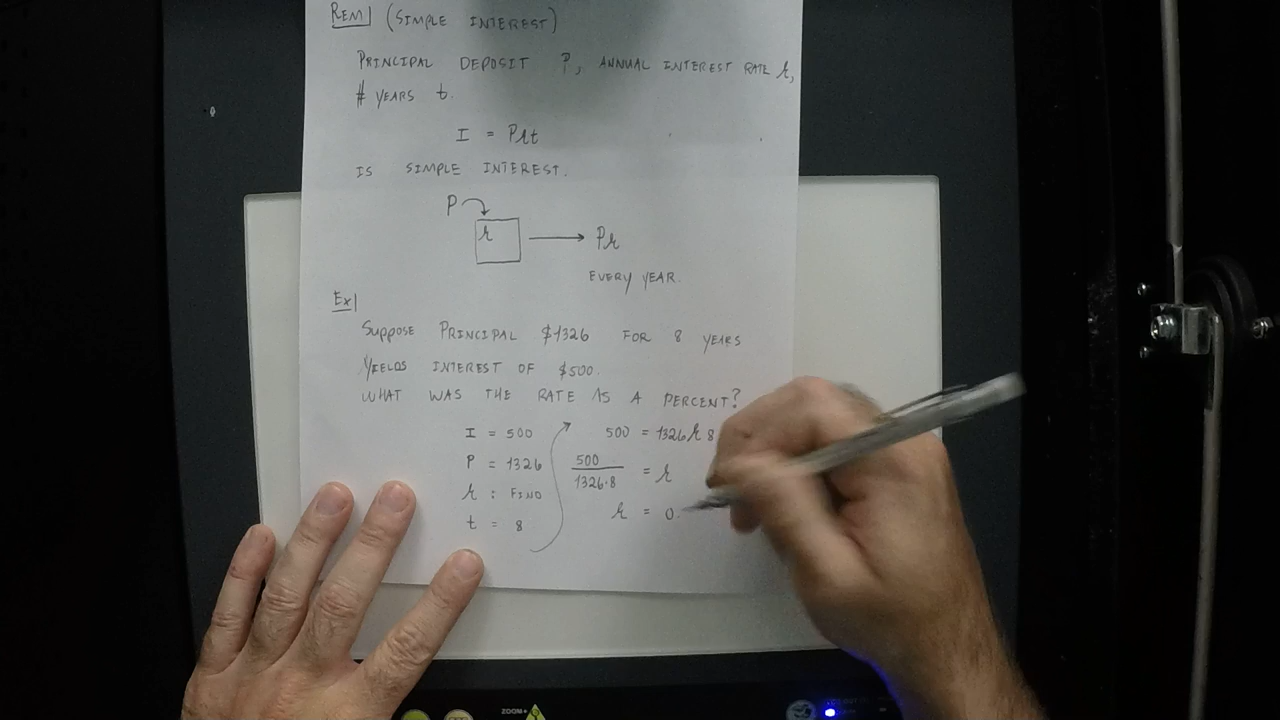 REM (SIMPLE INTEREST)
PRINCIPAL DEPOSIT P, ANNUAL INTEREST RATE r,
# YEARS t.
I = Prt
IS SIMPLE INTEREST.
P
r
Pr
EVERY YEAR.
EX
SUPPOSE PRINCIPAL $1326 FOR 8 YEARS
YIELDS INTEREST OF $500.
WHAT WAS THE RATE AS A PERCENT?
I = 500
P = 1326
r : FIND
t = 8
500 = 1326 r 8
500 / 1326·8 = r
r = 0.
ZOOM+